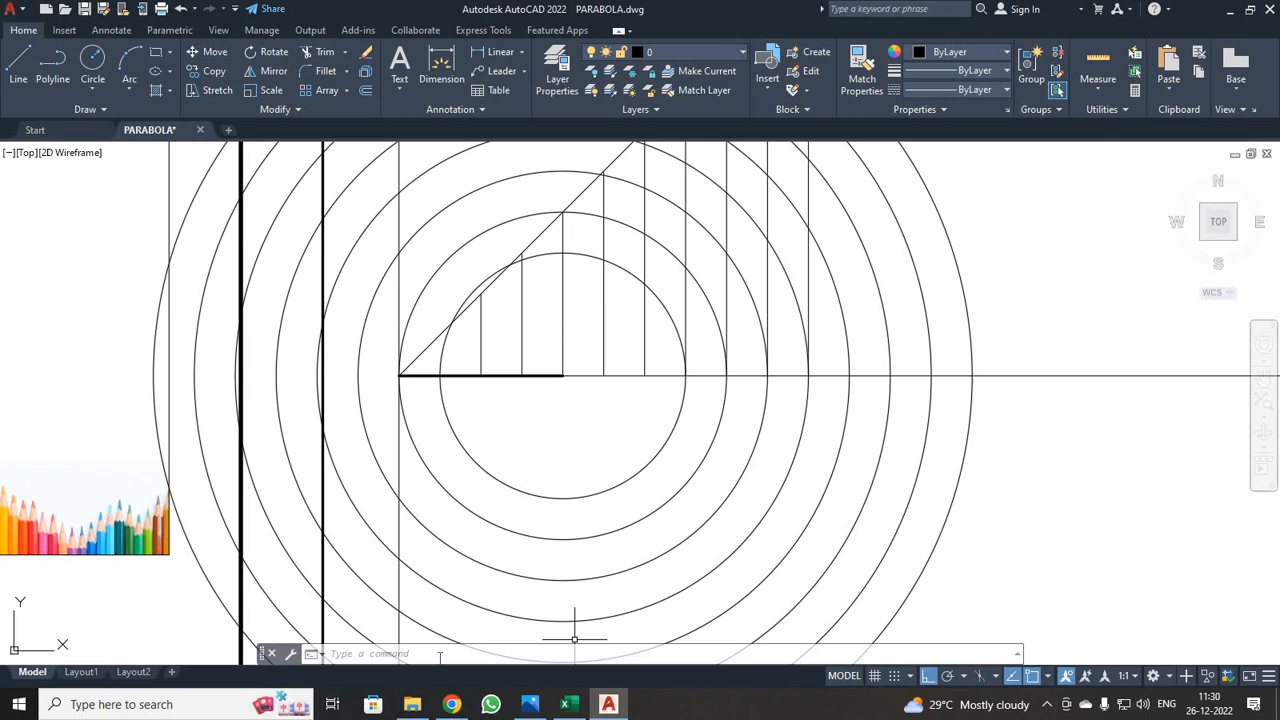 Share
Autodesk AutoCAD 2022 PARABOLA.dwg
Type a keyword or phrase
Sign In
Home Insert Annotate Parametric View Manage Output Add-ins Collaborate Express Tools Featured Apps
Line Polyline Circle Arc
Move Rotate Trim
Copy Mirror Fillet
Stretch Scale Array
Text Dimension
Linear
Leader
Table
Layer Properties
0
Make Current
Match Layer
Insert
Create
Edit
Match Properties
ByLayer
ByLayer
ByLayer
Group
Measure
Paste
Base
Draw Modify Annotation Layers Block Properties Groups Utilities Clipboard View
Start PARABOLA*
[−][Top][2D Wireframe]
N
W TOP E
S
WCS
Y
X
Type a command
Model Layout1 Layout2
MODEL
1:1
Type here to search
29°C Mostly cloudy
ENG
11:30
26-12-2022